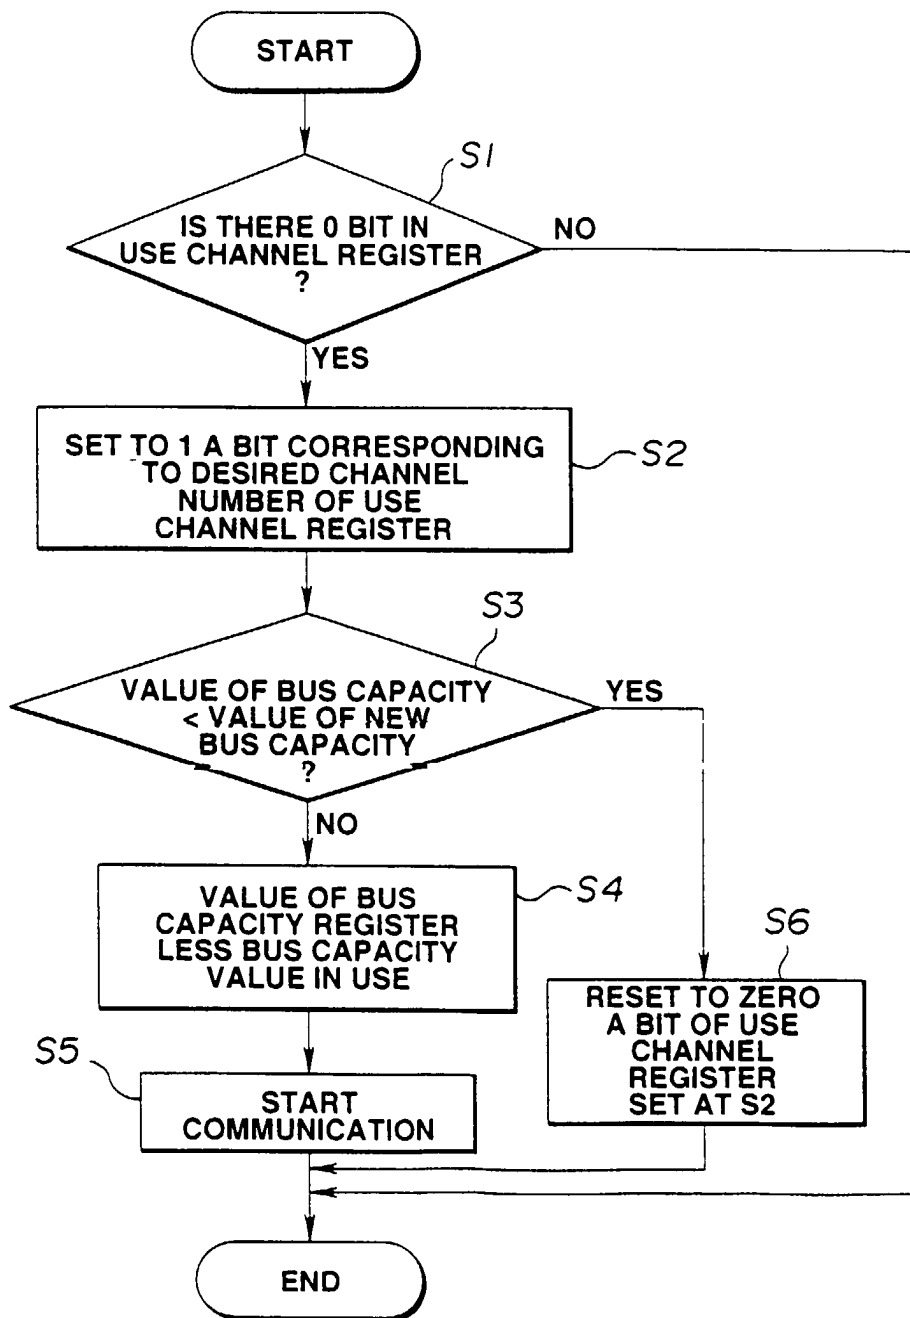 START
S1
IS THERE 0 BIT IN
USE CHANNEL REGISTER
?
NO
YES
SET TO 1 A BIT CORRESPONDING
TO DESIRED CHANNEL
NUMBER OF USE
CHANNEL REGISTER
S2
S3
VALUE OF BUS CAPACITY
< VALUE OF NEW
BUS CAPACITY
?
YES
NO
VALUE OF BUS
CAPACITY REGISTER
LESS BUS CAPACITY
VALUE IN USE
S4
S6
RESET TO ZERO
A BIT OF USE
CHANNEL
REGISTER
SET AT S2
S5
START
COMMUNICATION
END